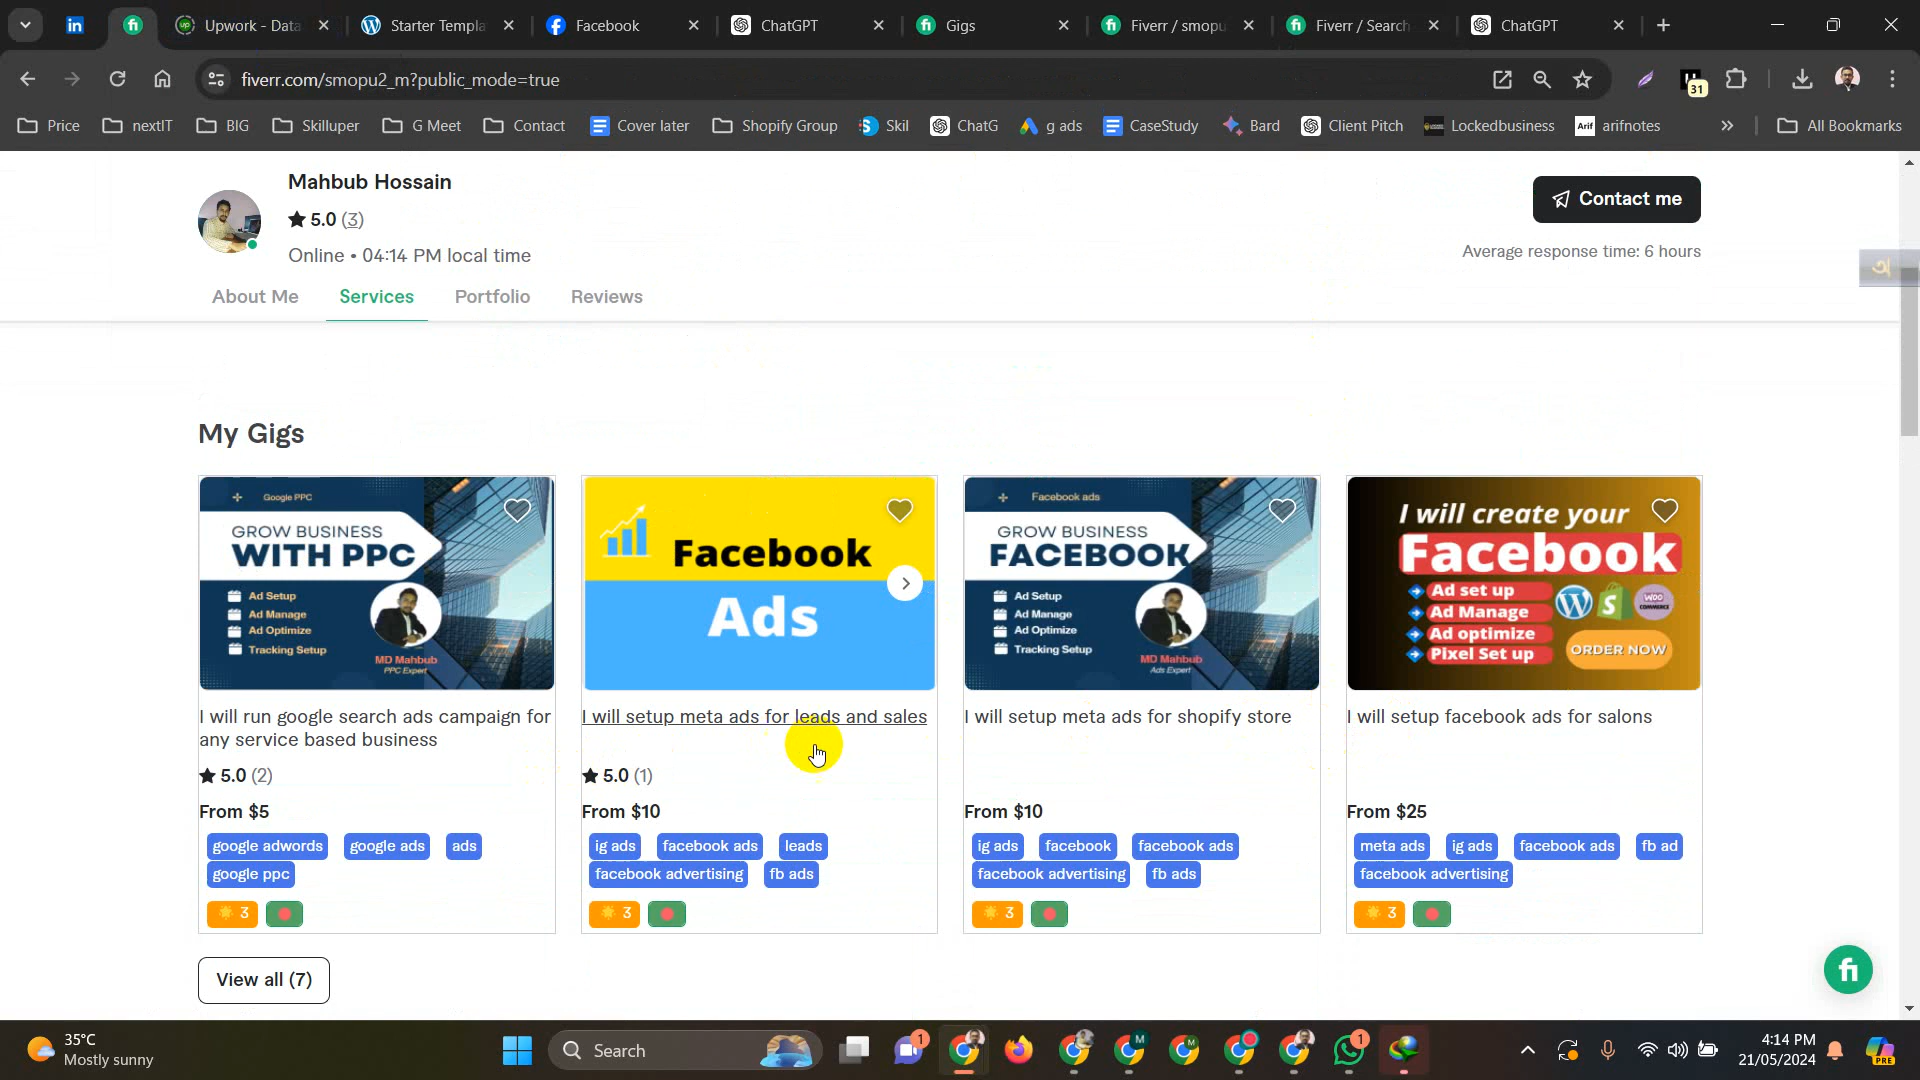 Upwork - Data
Starter Templa
Facebook
ChatGPT
Gigs
Fiverr / smopu
Fiverr / Search
ChatGPT
fiverr.com/smopu2_m?public_mode=true
31
Price
nextIT
BIG
Skilluper
G Meet
Contact
Cover later
Shopify Group
Skil
ChatG
g ads
CaseStudy
Bard
Client Pitch
Lockedbusiness
Arif
arifnotes
All Bookmarks
Mahbub Hossain
5.0 (3)
Online • 04:14 PM local time
Contact me
Average response time: 6 hours
অ
About Me
Services
Portfolio
Reviews
My Gigs
Google PPC
GROW BUSINESS
WITH PPC
Ad Setup
Ad Manage
Ad Optimize
Tracking Setup
MD Mahbub
PPC Expert
Facebook
Ads
Facebook ads
GROW BUSINESS
FACEBOOK
Ad Setup
Ad Manage
Ad Optimize
Tracking Setup
MD Mahbub
Ads Expert
I will create your
Facebook
Ad set up
Ad Manage
Ad optimize
Pixel Set up
WOO
COMMERCE
ORDER NOW
I will run google search ads campaign for
any service based business
5.0 (2)
From $5
google adwords
google ads
ads
google ppc
3
I will setup meta ads for leads and sales
5.0 (1)
From $10
ig ads
facebook ads
leads
facebook advertising
fb ads
3
I will setup meta ads for shopify store
From $10
ig ads
facebook
facebook ads
facebook advertising
fb ads
3
I will setup facebook ads for salons
From $25
meta ads
ig ads
facebook ads
fb ad
facebook advertising
3
View all (7)
fi
35°C
Mostly sunny
Search
1
M
M
1
4:14 PM
21/05/2024
PRE